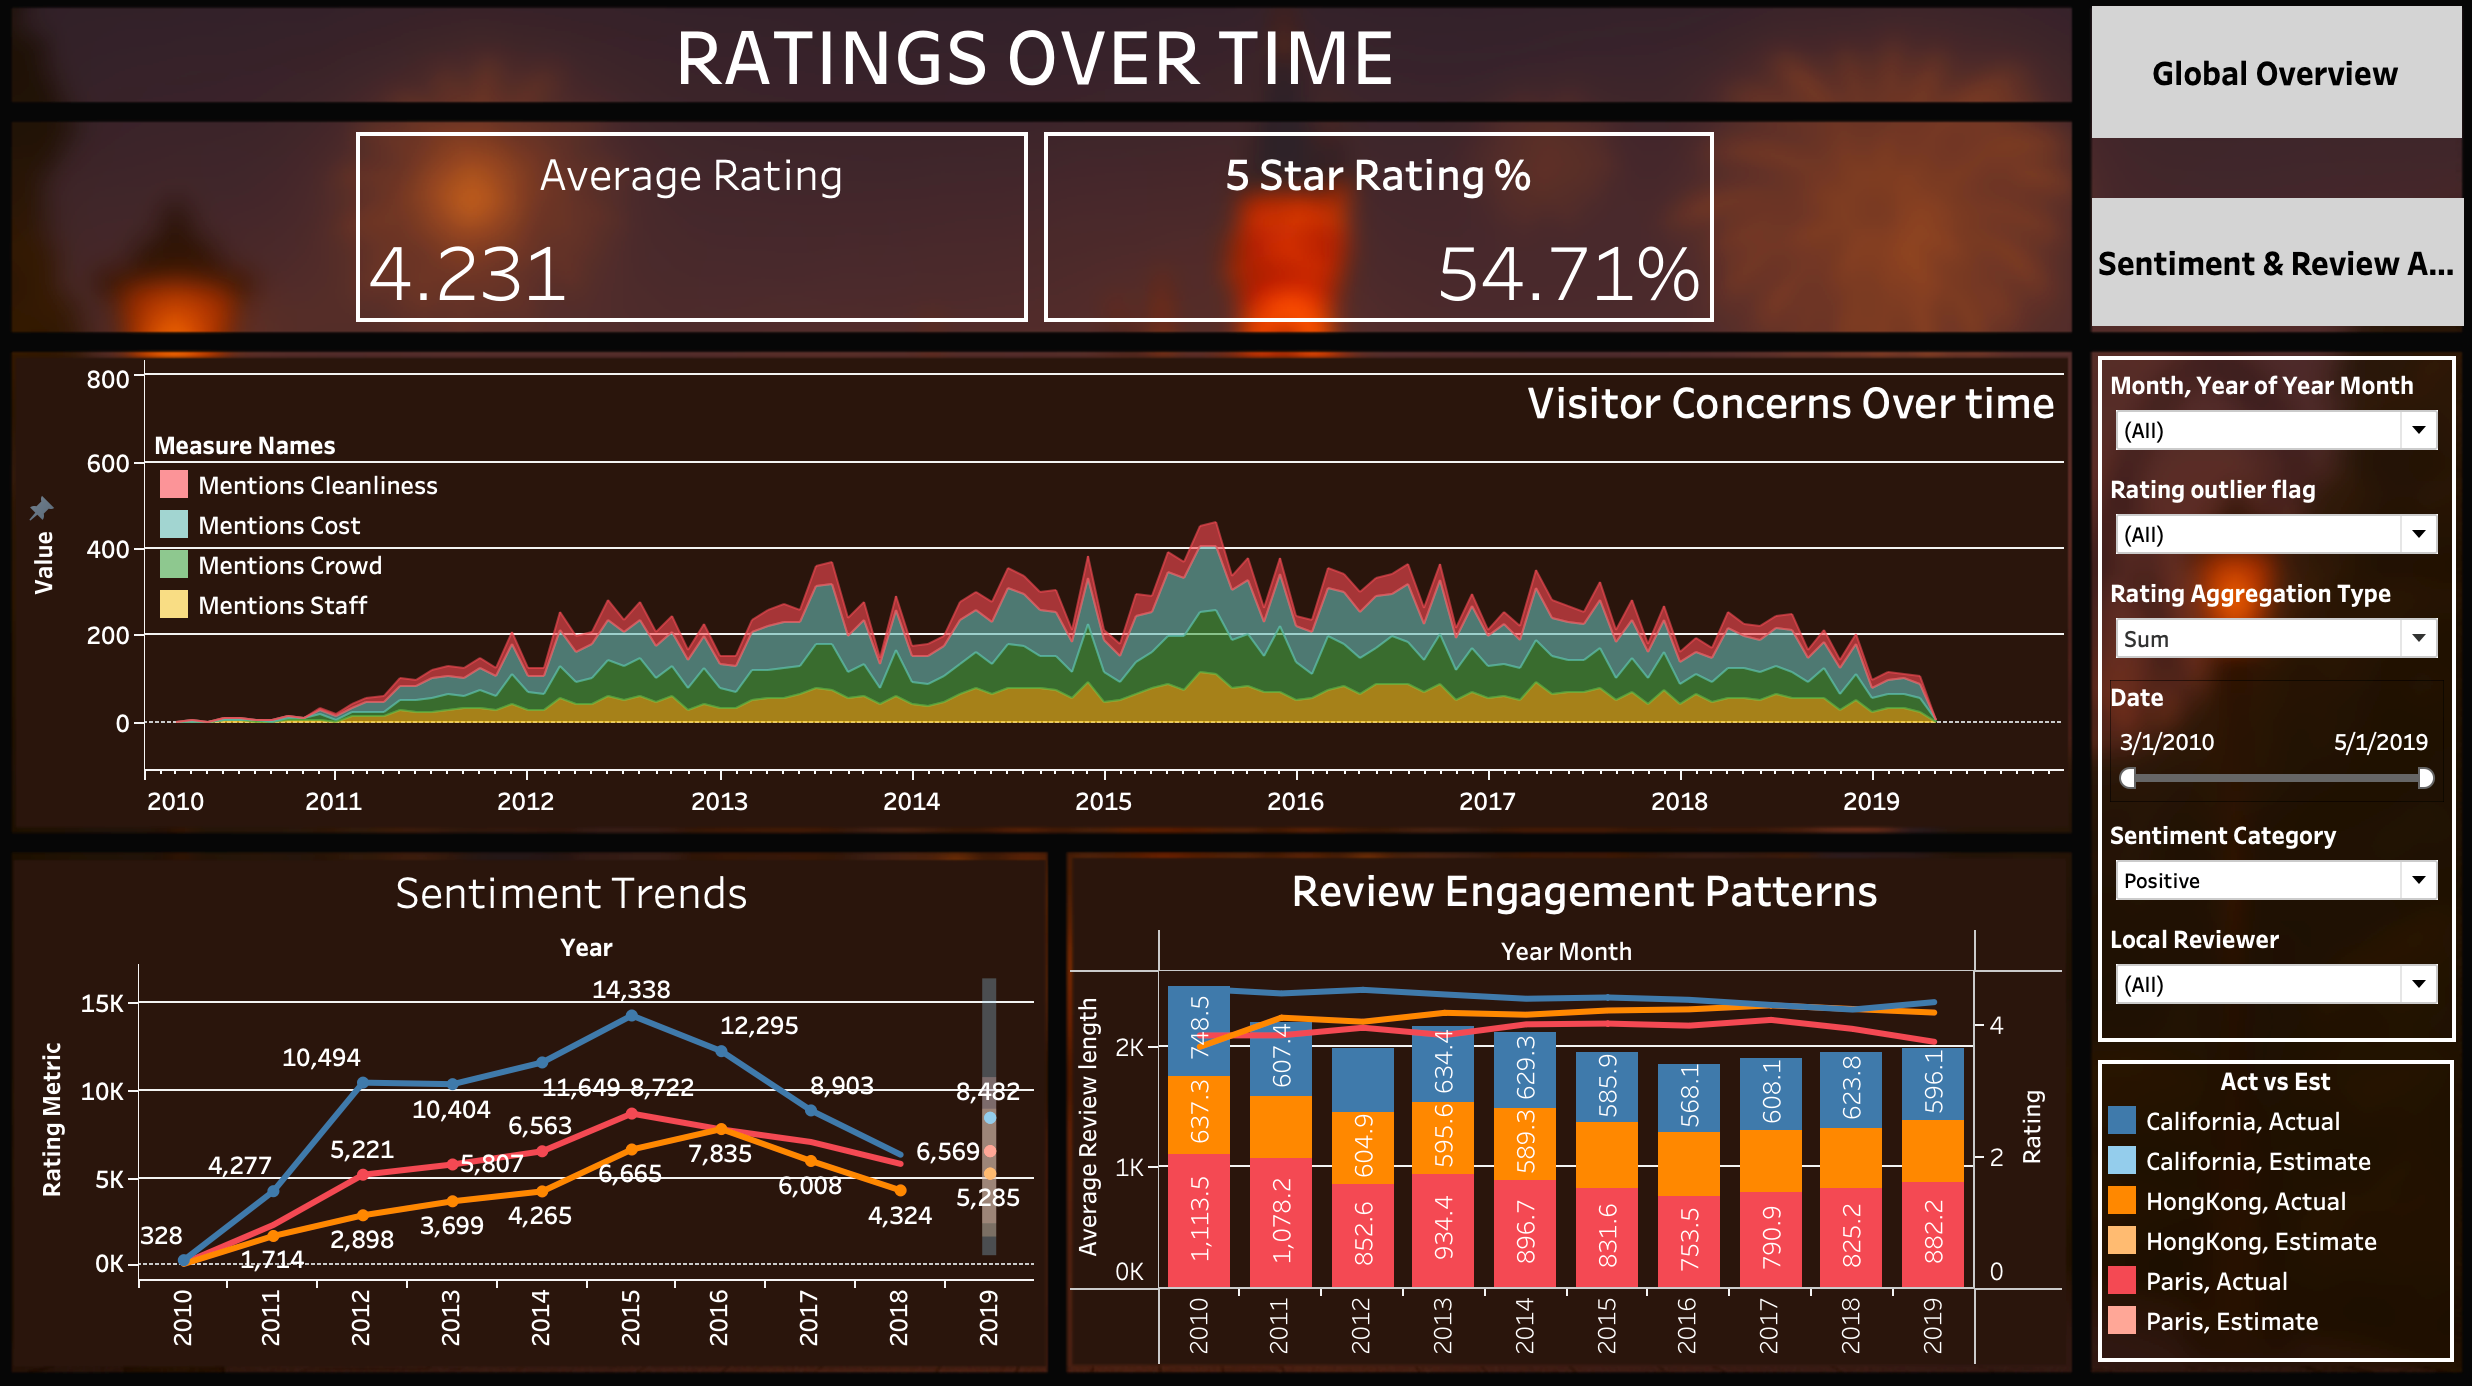 RATINGS OVER TIME
Global Overview
Sentiment & Review A...
Average Rating
4.231
5 Star Rating %
54.71%
Visitor Concerns Over time
Value
800
600
400
200
0
Measure Names
Mentions Cleanliness
Mentions Cost
Mentions Crowd
Mentions Staff
2010 2011 2012 2013 2014 2015 2016 2017 2018 2019
Month, Year of Year Month
(All)
Rating outlier flag
(All)
Rating Aggregation Type
Sum
Date
3/1/2010 5/1/2019
Sentiment Category
Positive
Local Reviewer
(All)
Sentiment Trends
Year
Rating Metric
15K
10K
5K
0K
14,338
12,295
10,494
11,649 8,722
8,903
8,482
10,404
6,563
5,221
5,807
7,835
6,569
4,277
6,665
6,008
5,285
4,265
4,324
3,699
2,898
328
1,714
2010 2011 2012 2013 2014 2015 2016 2017 2018 2019
Review Engagement Patterns
Year Month
Average Review length
2K
1K
0K
Rating
4
2
0
748.5 607.4 634.4 629.3 585.9 568.1 608.1 623.8 596.1
637.3 604.9 595.6 589.3
1,113.5 1,078.2 852.6 934.4 896.7 831.6 753.5 790.9 825.2 882.2
2010 2011 2012 2013 2014 2015 2016 2017 2018 2019
Act vs Est
California, Actual
California, Estimate
HongKong, Actual
HongKong, Estimate
Paris, Actual
Paris, Estimate